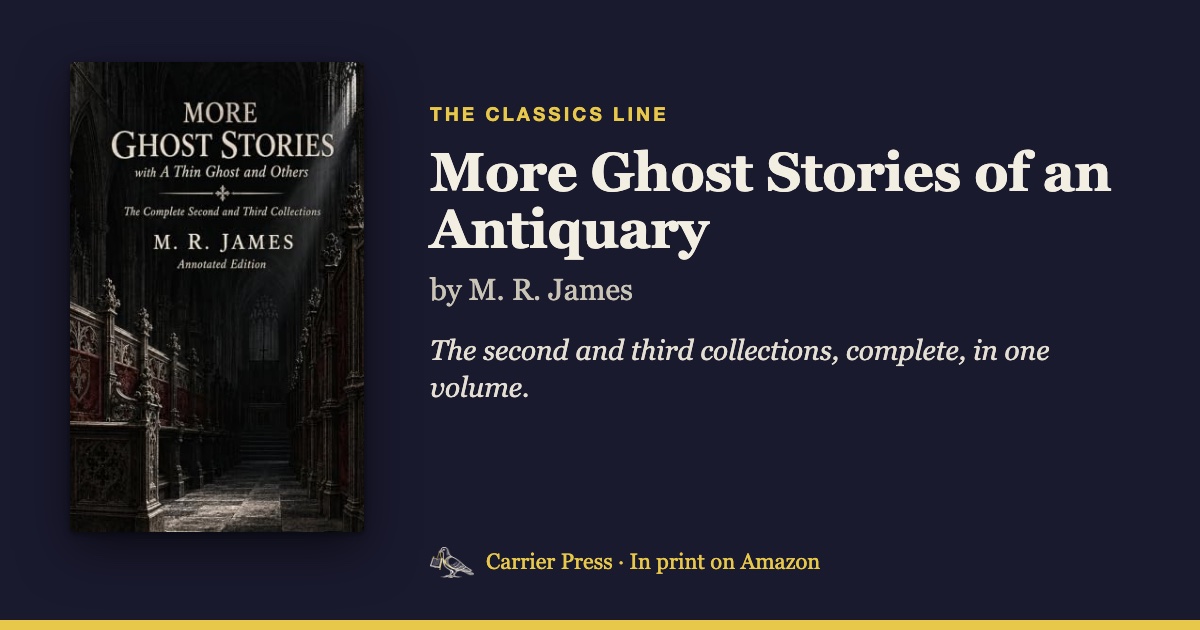 MORE
GHOST STORIES
with A Thin Ghost and Others
The Complete Second and Third Collections
M. R. JAMES
Annotated Edition
THE CLASSICS LINE
More Ghost Stories of an
Antiquary
by M. R. James
The second and third collections, complete, in one
volume.
Carrier Press · In print on Amazon